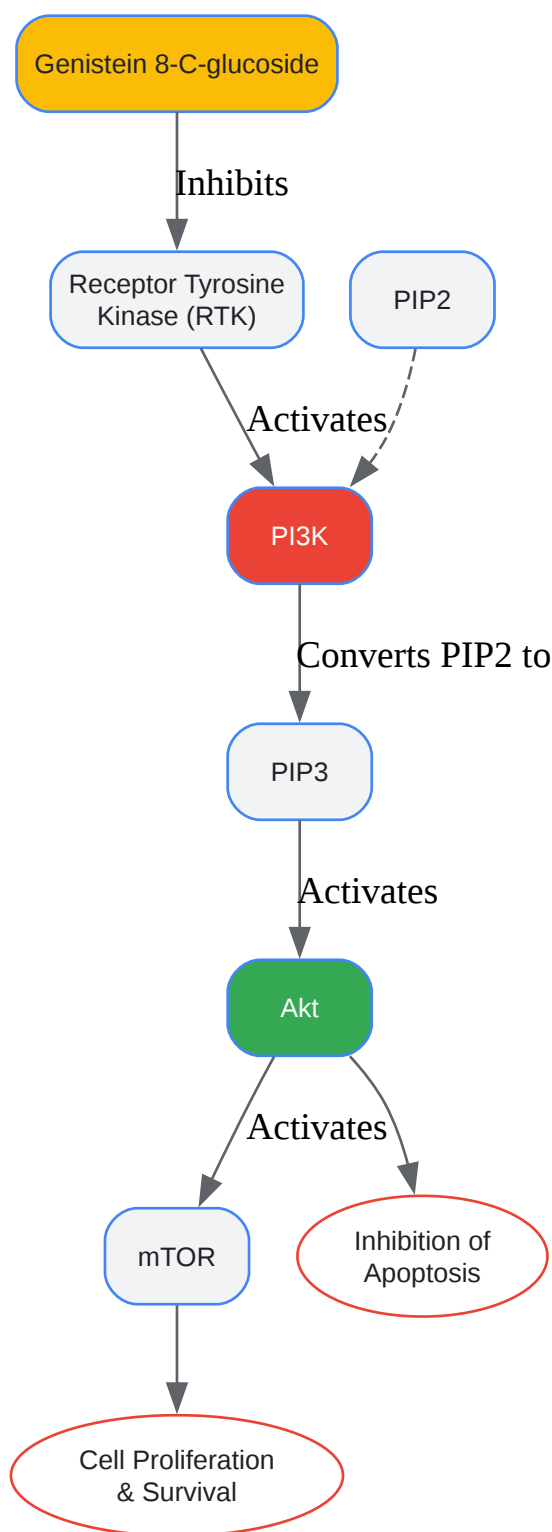 Genistein 8-C-glucoside
Inhibits
Receptor Tyrosine
Kinase (RTK)
PIP2
Activates
PI3K
Converts PIP2 to
PIP3
Activates
Akt
Activates
mTOR
Inhibition of
Apoptosis
Cell Proliferation
& Survival